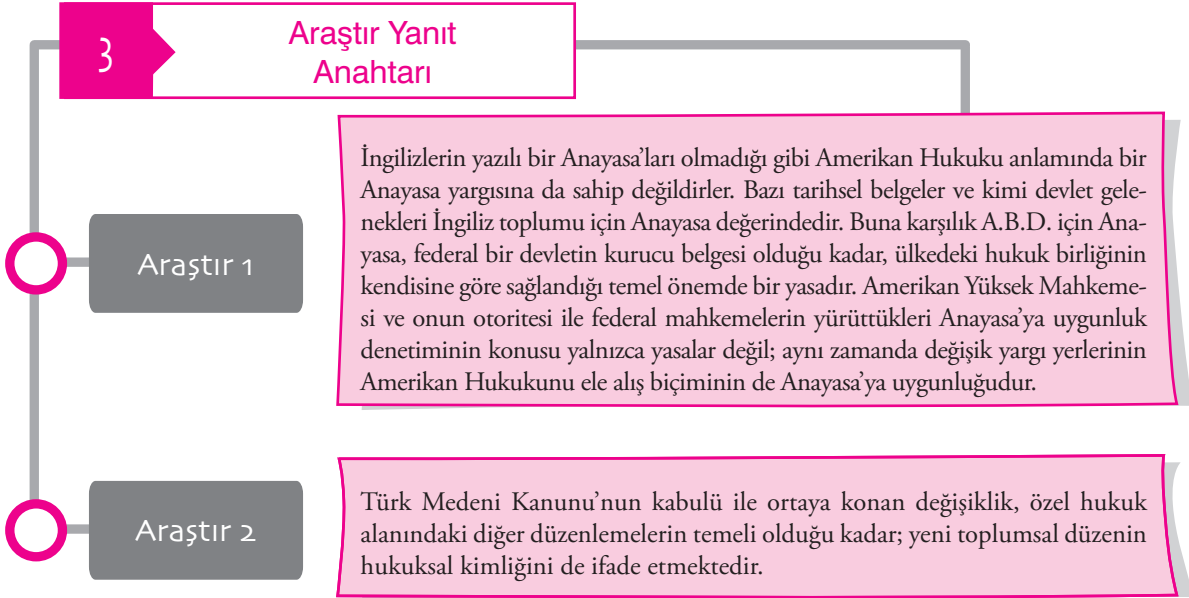 3
Araştır Yanıt
Anahtarı
Araştır 1
İngilizlerin yazılı bir Anayasa’ları olmadığı gibi Amerikan Hukuku anlamında bir
Anayasa yargısına da sahip değildirler. Bazı tarihsel belgeler ve kimi devlet gele-
nekleri İngiliz toplumu için Anayasa değerindedir. Buna karşılık A.B.D. için Ana-
yasa, federal bir devletin kurucu belgesi olduğu kadar, ülkedeki hukuk birliğinin
kendisine göre sağlandığı temel önemde bir yasadır. Amerikan Yüksek Mahkeme-
si ve onun otoritesi ile federal mahkemelerin yürüttükleri Anayasa’ya uygunluk
denetiminin konusu yalnızca yasalar değil; aynı zamanda değişik yargı yerlerinin
Amerikan Hukukunu ele alış biçiminin de Anayasa’ya uygunluğudur.
Araştır 2
Türk Medeni Kanunu’nun kabulü ile ortaya konan değişiklik, özel hukuk
alanındaki diğer düzenlemelerin temeli olduğu kadar; yeni toplumsal düzenin
hukuksal kimliğini de ifade etmektedir.